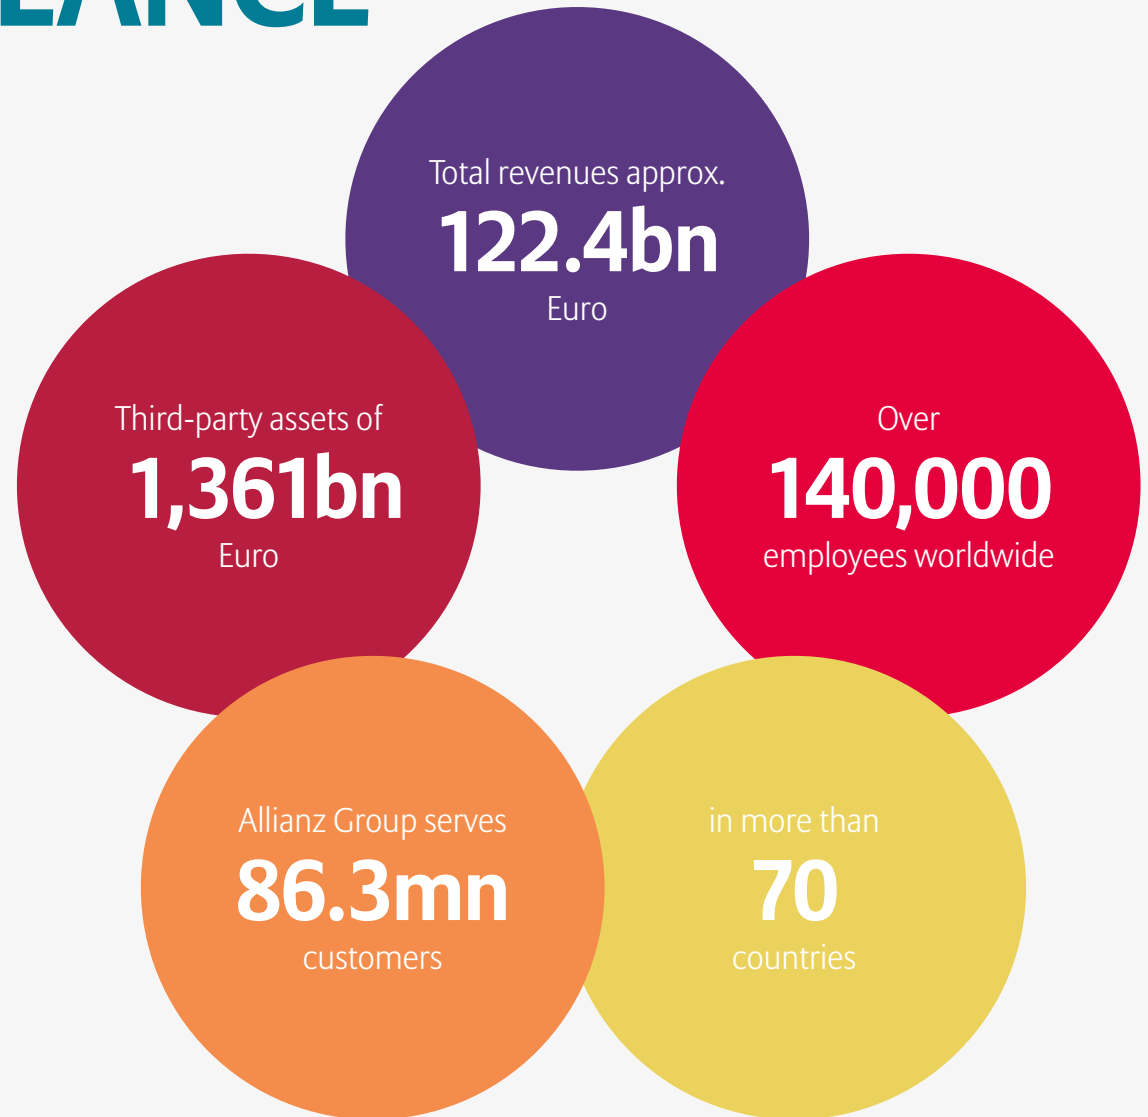 Total revenues approx.
122.4bn
Euro
Third-party assets of
1,361bn
Euro
Over
140,000
employees worldwide
Allianz Group serves
86.3mn
customers
in more than
70
countries